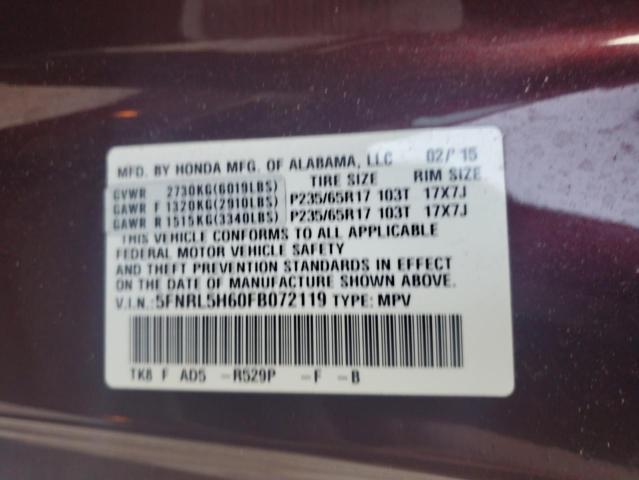 MFD. BY HONDA MFG. OF ALABAMA, LLC 02/'15
TIRE SIZE RIM SIZE
GVWR 2730KG(6019LBS)
GAWR F 1320KG(2910LBS) P235/65R17 103T 17X7J
GAWR R 1515KG(3340LBS) P235/65R17 103T 17X7J
THIS VEHICLE CONFORMS TO ALL APPLICABLE
FEDERAL MOTOR VEHICLE SAFETY
AND THEFT PREVENTION STANDARDS IN EFFECT
ON THE DATE OF MANUFACTURE SHOWN ABOVE.
V.I.N.: 5FNRL5H60FB072119 TYPE: MPV
TK8 F AD5 -R529P -F -B